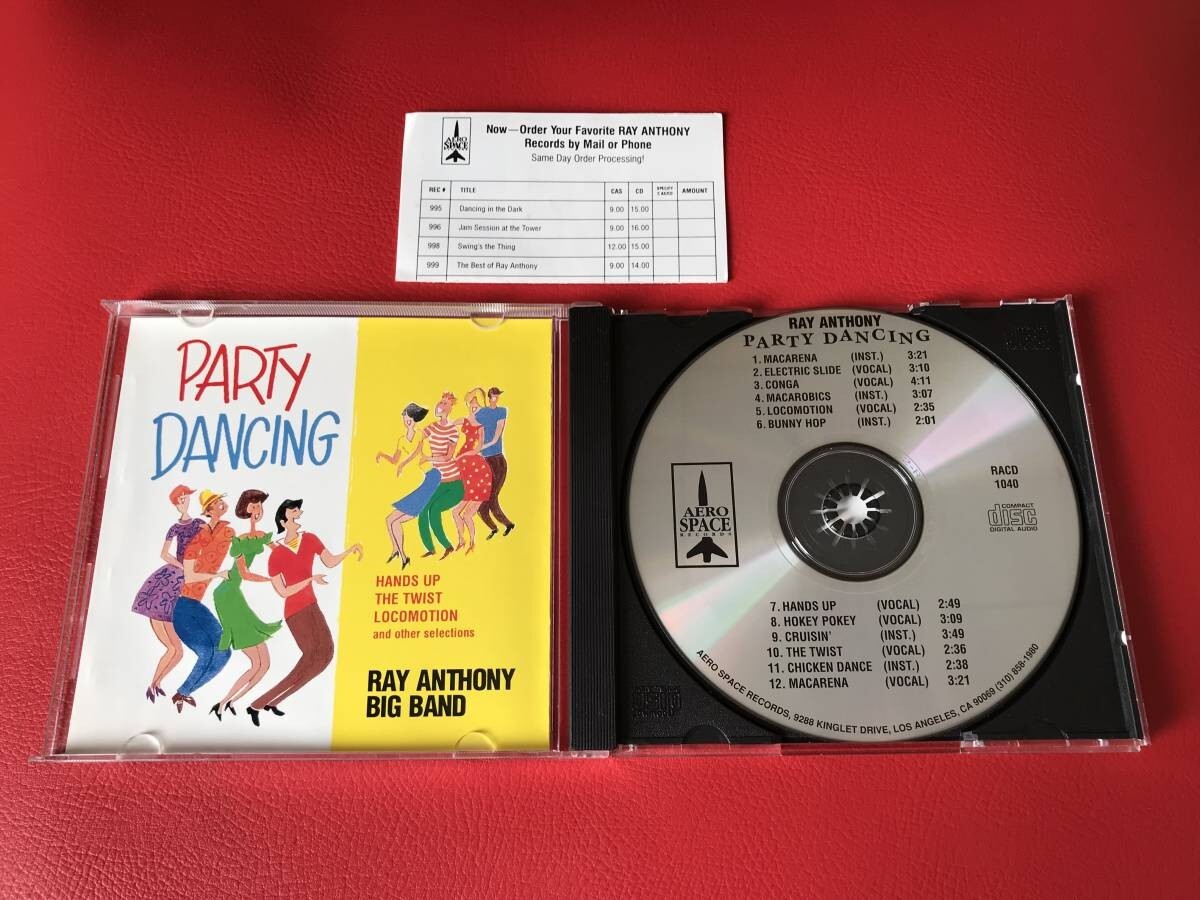 AERO
SPACE
Now—Order Your Favorite RAY ANTHONY
Records by Mail or Phone
Same Day Order Processing!
REC # TITLE CAS CD SPECIFY CAS/CD AMOUNT
995 Dancing in the Dark 9.00 15.00
996 Jam Session at the Tower 9.00 16.00
998 Swing's the Thing 12.00 15.00
999 The Best of Ray Anthony 9.00 14.00
PARTY
DANCING
HANDS UP
THE TWIST
LOCOMOTION
and other selections
RAY ANTHONY
BIG BAND
RAY ANTHONY
PARTY DANCING
1. MACARENA (INST.) 3:21
2. ELECTRIC SLIDE (VOCAL) 3:10
3. CONGA (VOCAL) 4:11
4. MACAROBICS (INST.) 3:07
5. LOCOMOTION (VOCAL) 2:35
6. BUNNY HOP (INST.) 2:01
AERO
SPACE
RECORDS
RACD
1040
COMPACT
disc
DIGITAL AUDIO
7. HANDS UP (VOCAL) 2:49
8. HOKEY POKEY (VOCAL) 3:09
9. CRUISIN' (INST.) 3:49
10. THE TWIST (VOCAL) 2:36
11. CHICKEN DANCE (INST.) 2:38
12. MACARENA (VOCAL) 3:21
AERO SPACE RECORDS, 9288 KINGLET DRIVE, LOS ANGELES, CA 90069 (310) 858-1980